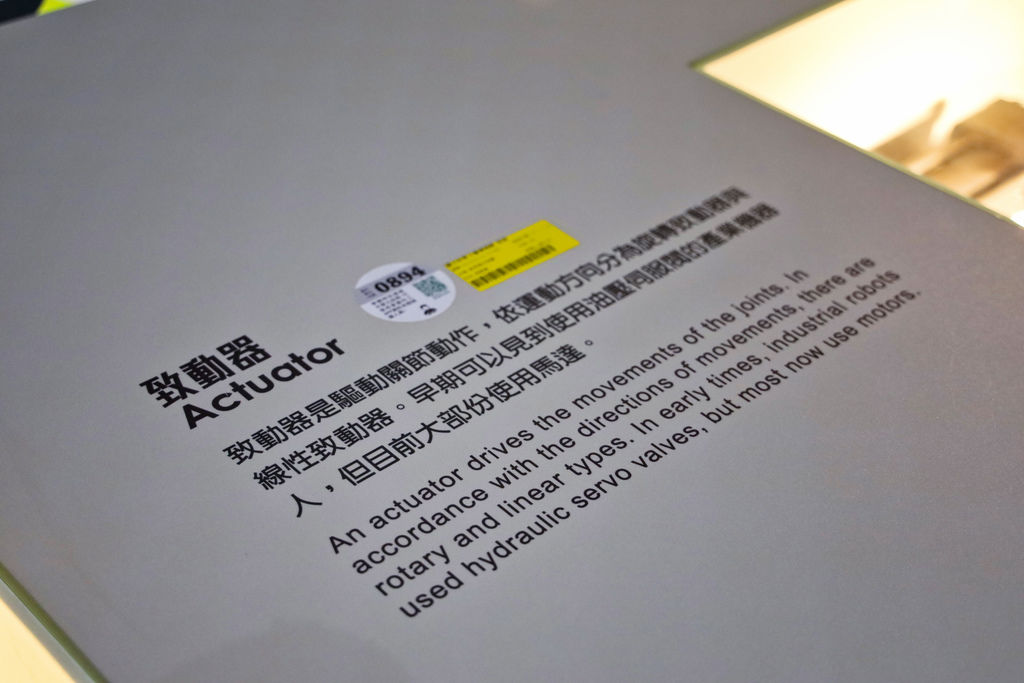 0894
致動器
Actuator
致動器是驅動關節動作，依運動方向分為旋轉致動器與
線性致動器。早期可以見到使用油壓伺服閥的產業機器
人，但目前大部份使用馬達。
An actuator drives the movements of the joints. In
accordance with the directions of movements, there are
rotary and linear types. In early times, industrial robots
used hydraulic servo valves, but most now use motors.